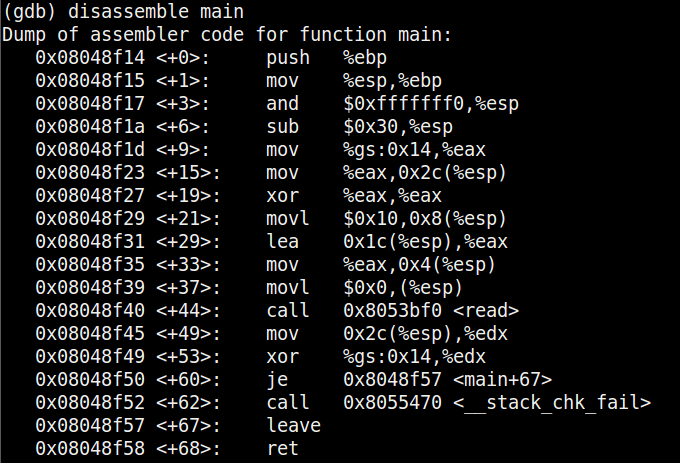 (gdb) disassemble main
Dump of assembler code for function main:
   0x08048f14 <+0>:     push   %ebp
   0x08048f15 <+1>:     mov    %esp,%ebp
   0x08048f17 <+3>:     and    $0xfffffff0,%esp
   0x08048f1a <+6>:     sub    $0x30,%esp
   0x08048f1d <+9>:     mov    %gs:0x14,%eax
   0x08048f23 <+15>:    mov    %eax,0x2c(%esp)
   0x08048f27 <+19>:    xor    %eax,%eax
   0x08048f29 <+21>:    movl   $0x10,0x8(%esp)
   0x08048f31 <+29>:    lea    0x1c(%esp),%eax
   0x08048f35 <+33>:    mov    %eax,0x4(%esp)
   0x08048f39 <+37>:    movl   $0x0,(%esp)
   0x08048f40 <+44>:    call   0x8053bf0 <read>
   0x08048f45 <+49>:    mov    0x2c(%esp),%edx
   0x08048f49 <+53>:    xor    %gs:0x14,%edx
   0x08048f50 <+60>:    je     0x8048f57 <main+67>
   0x08048f52 <+62>:    call   0x8055470 <__stack_chk_fail>
   0x08048f57 <+67>:    leave
   0x08048f58 <+68>:    ret